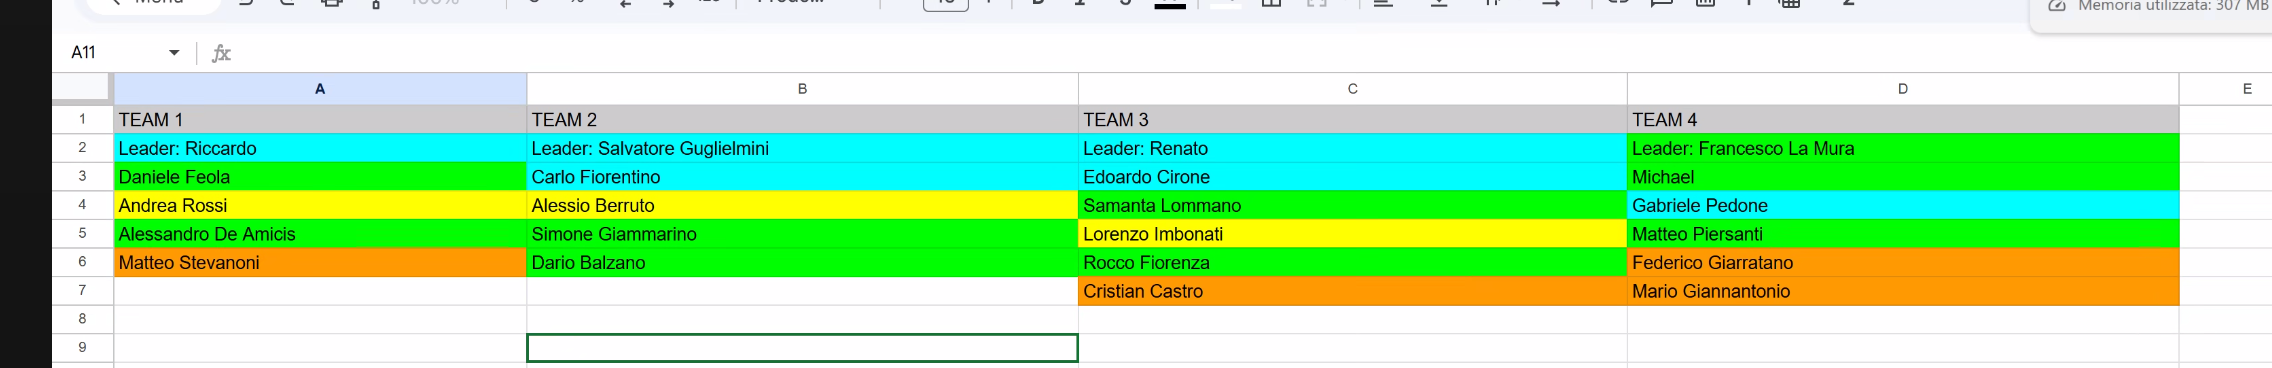 Menu
Memoria utilizzata: 307 MB
A11
fx
A B C D E
1 TEAM 1 TEAM 2 TEAM 3 TEAM 4
2 Leader: Riccardo Leader: Salvatore Guglielmini Leader: Renato Leader: Francesco La Mura
3 Daniele Feola Carlo Fiorentino Edoardo Cirone Michael
4 Andrea Rossi Alessio Berruto Samanta Lommano Gabriele Pedone
5 Alessandro De Amicis Simone Giammarino Lorenzo Imbonati Matteo Piersanti
6 Matteo Stevanoni Dario Balzano Rocco Fiorenza Federico Giarratano
7 Cristian Castro Mario Giannantonio
8
9